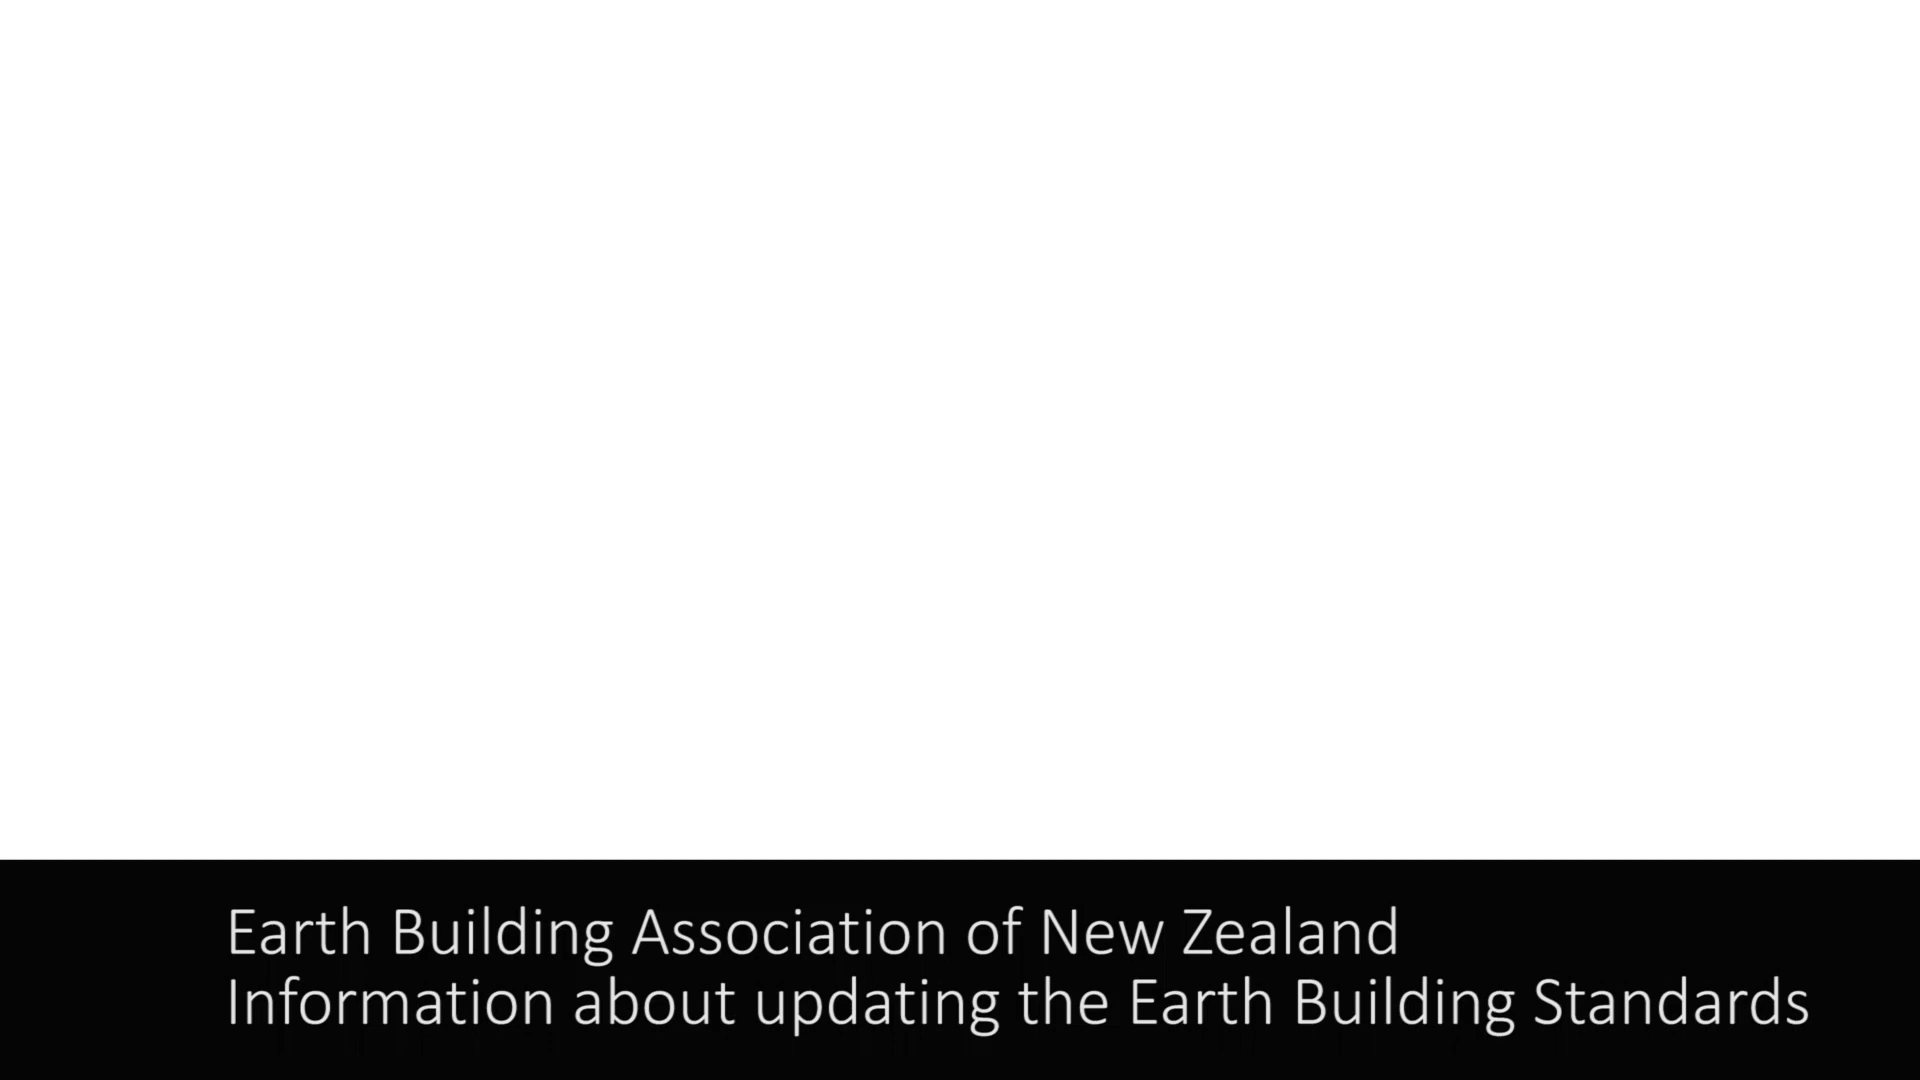 Earth Building Association of New Zealand
Information about updating the Earth Building Standards